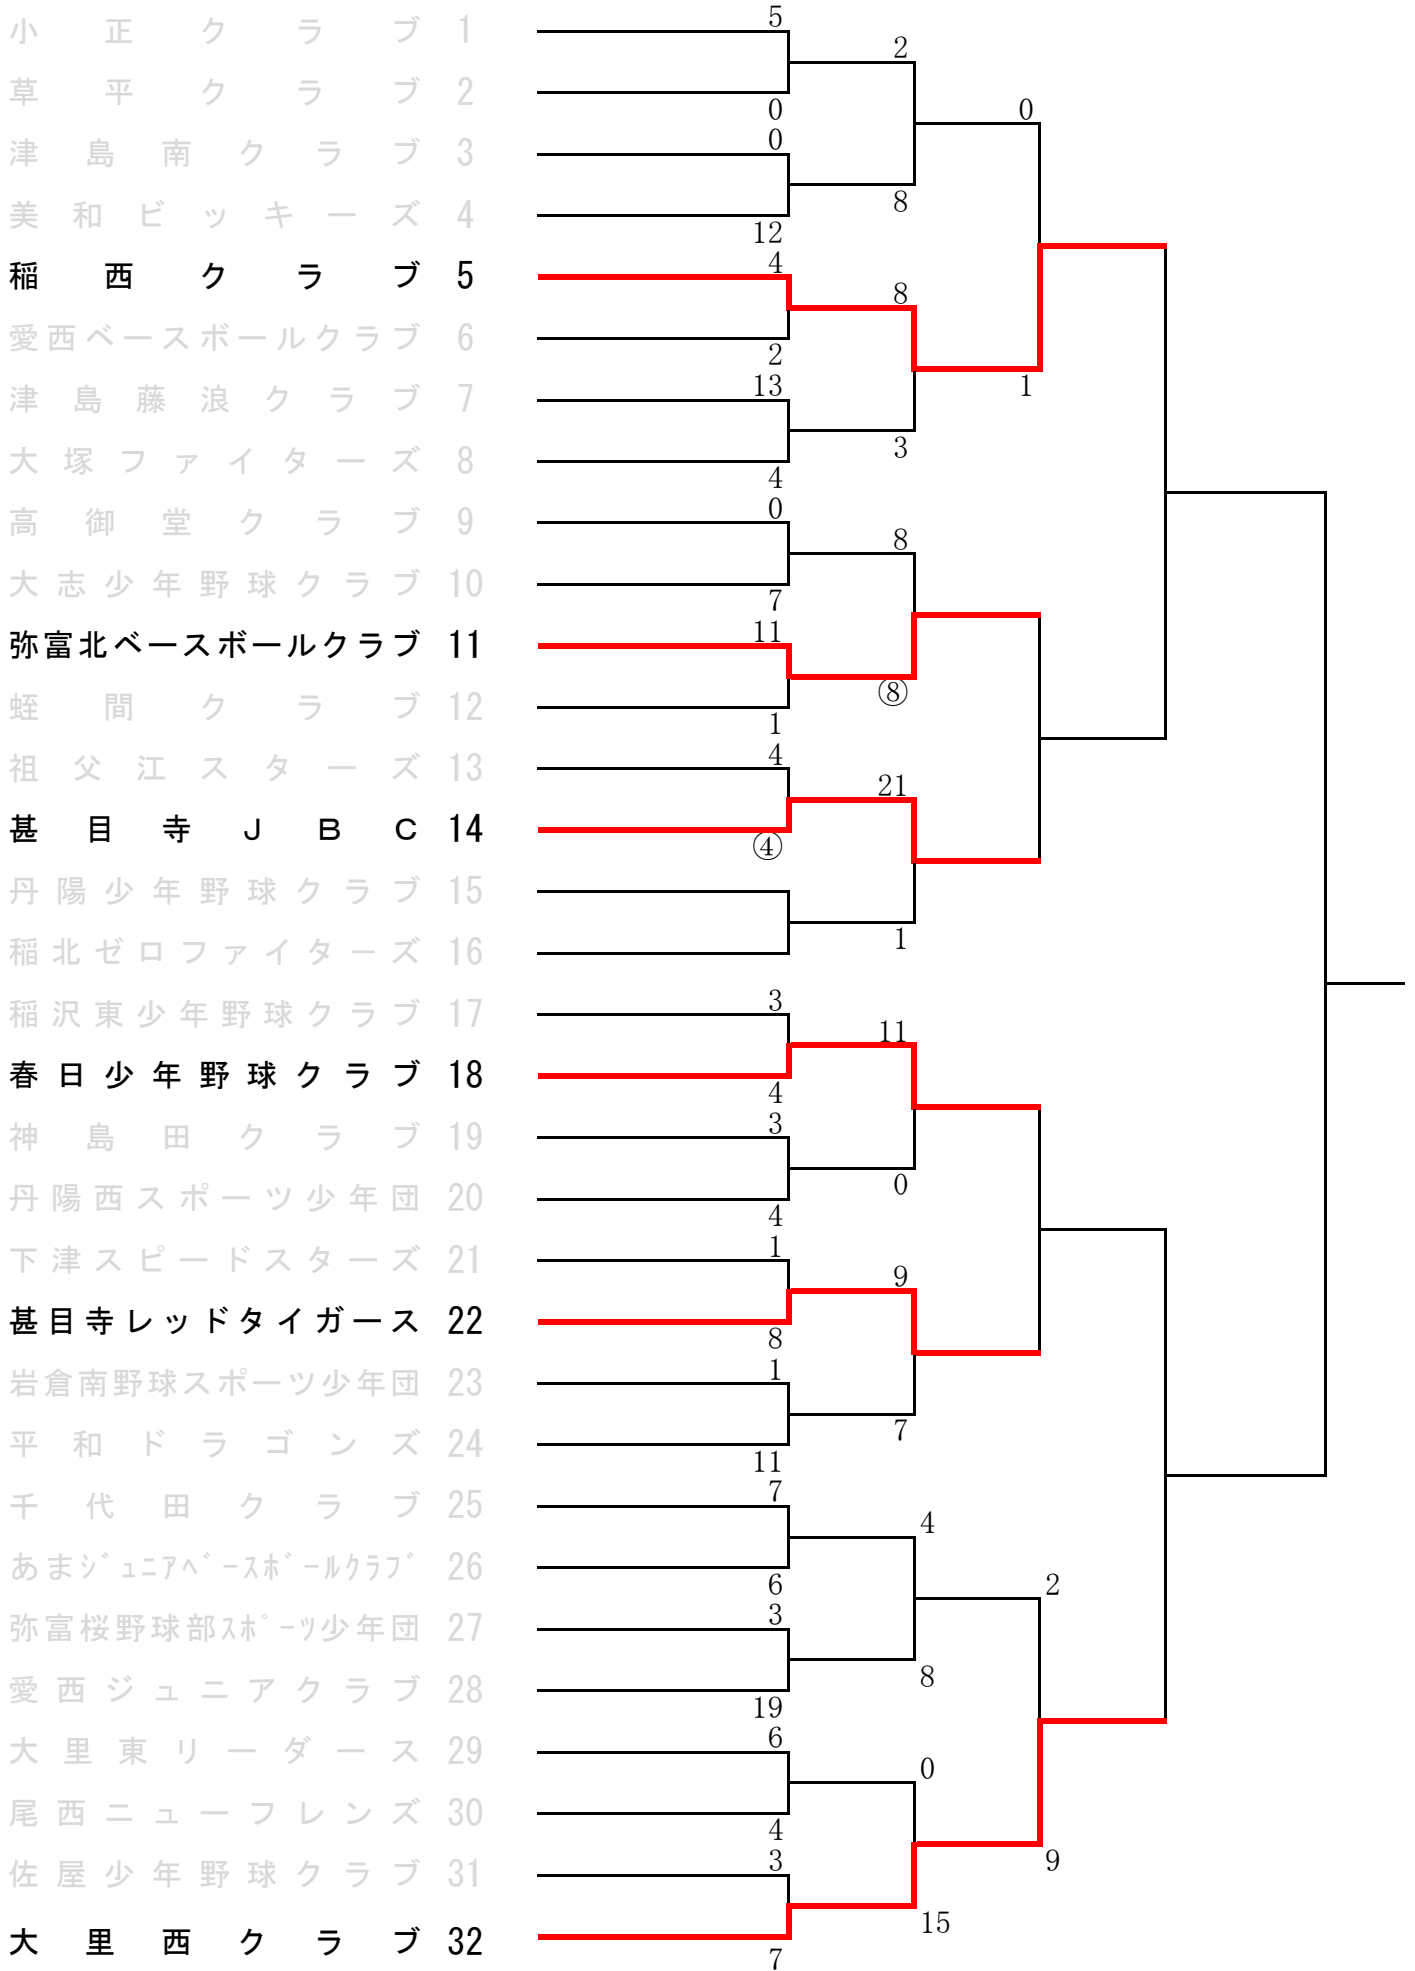 小正クラブ 1
5
2
草平クラブ 2
0
0
津島南クラブ 3
0
美和ビッキーズ 4
8
12
稲西クラブ 5
4
8
愛西ベースボールクラブ 6
2
津島藤浪クラブ 7
13
1
大塚ファイターズ 8
3
4
高御堂クラブ 9
0
8
大志少年野球クラブ 10
7
弥富北ベースボールクラブ 11
11
⑧
蛭間クラブ 12
1
祖父江スターズ 13
4
21
甚目寺JBC 14
④
丹陽少年野球クラブ 15
稲北ゼロファイターズ 16
1
稲沢東少年野球クラブ 17
3
11
春日少年野球クラブ 18
4
神島田クラブ 19
3
0
丹陽西スポーツ少年団 20
4
下津スピードスターズ 21
1
9
甚目寺レッドタイガース 22
8
岩倉南野球スポーツ少年団 23
1
7
平和ドラゴンズ 24
11
千代田クラブ 25
7
4
あまジュニアベースボールクラブ 26
6
2
弥富桜野球部スポーツ少年団 27
3
愛西ジュニアクラブ 28
8
19
大里東リーダース 29
6
0
尾西ニューフレンズ 30
4
佐屋少年野球クラブ 31
3
9
大里西クラブ 32
15
7